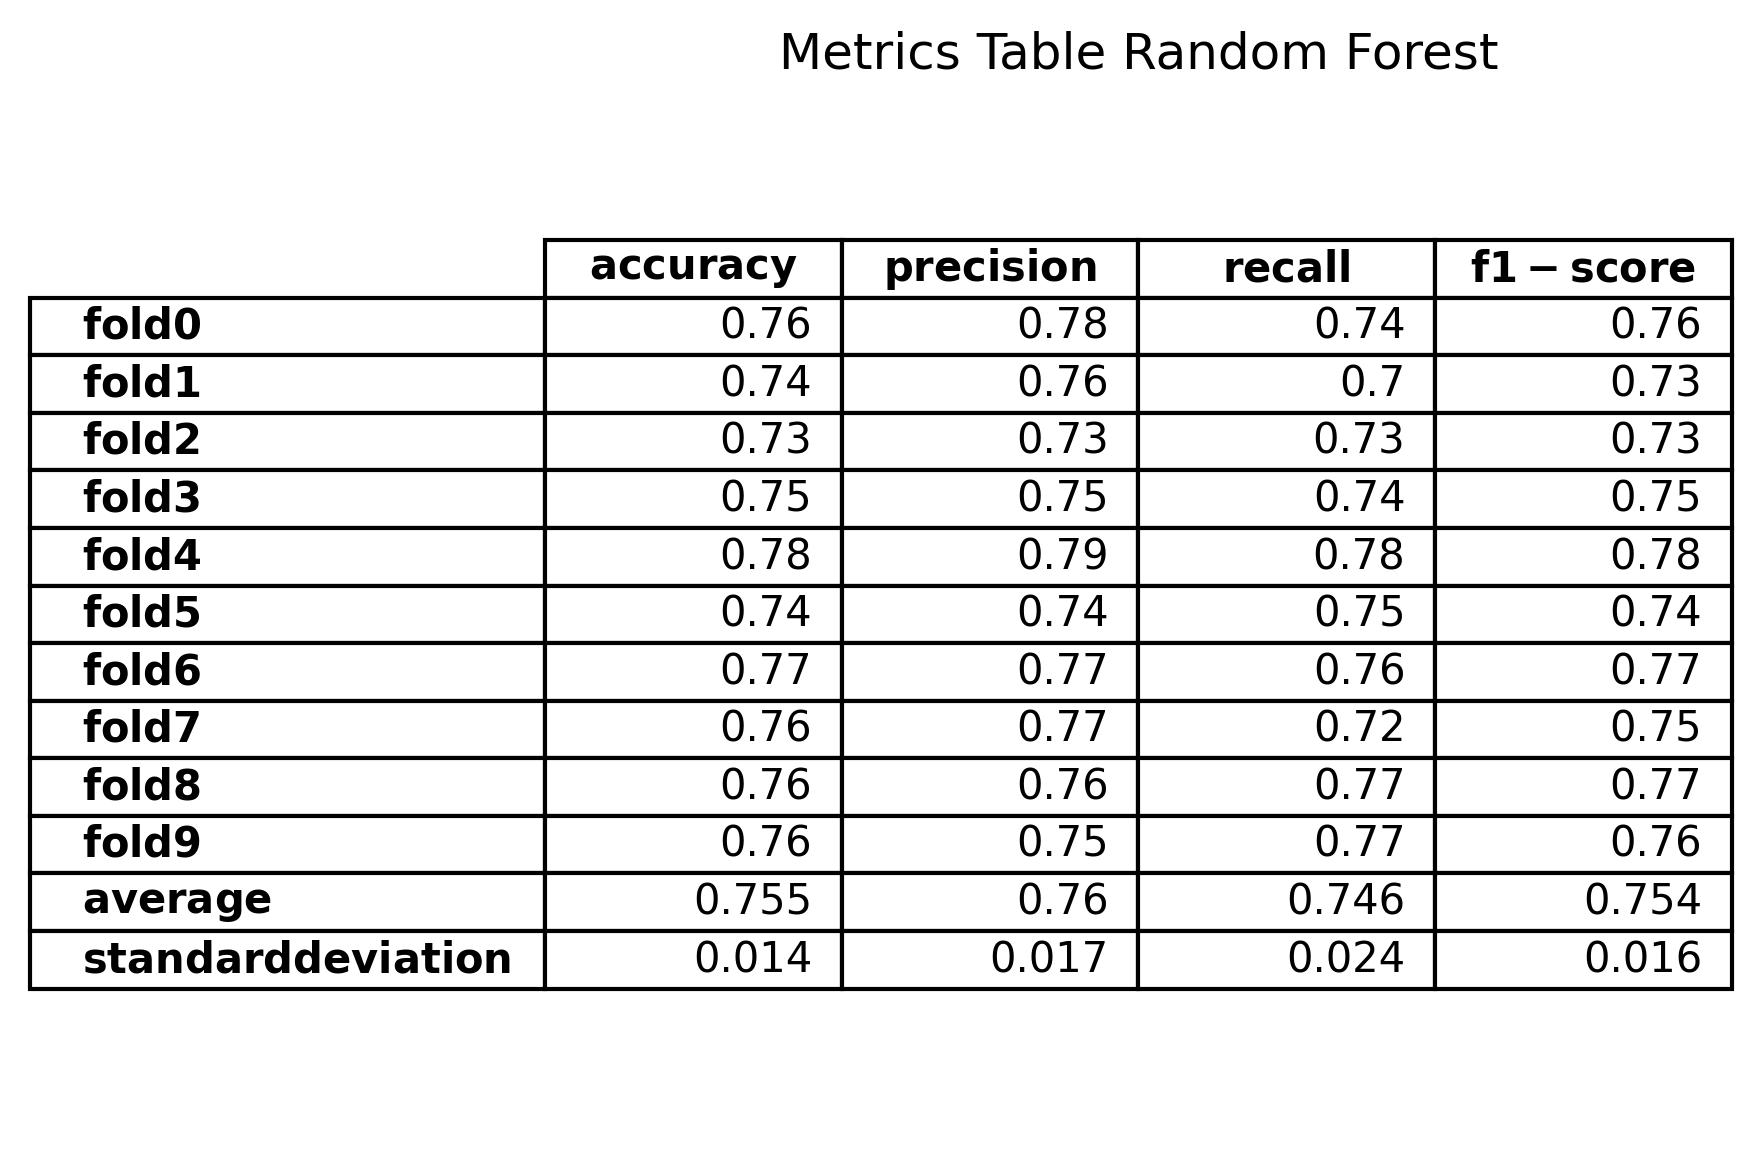 Metrics Table Random Forest
accuracy precision recall f1 − score
fold0 0.76 0.78 0.74 0.76
fold1 0.74 0.76 0.7 0.73
fold2 0.73 0.73 0.73 0.73
fold3 0.75 0.75 0.74 0.75
fold4 0.78 0.79 0.78 0.78
fold5 0.74 0.74 0.75 0.74
fold6 0.77 0.77 0.76 0.77
fold7 0.76 0.77 0.72 0.75
fold8 0.76 0.76 0.77 0.77
fold9 0.76 0.75 0.77 0.76
average 0.755 0.76 0.746 0.754
standarddeviation 0.014 0.017 0.024 0.016